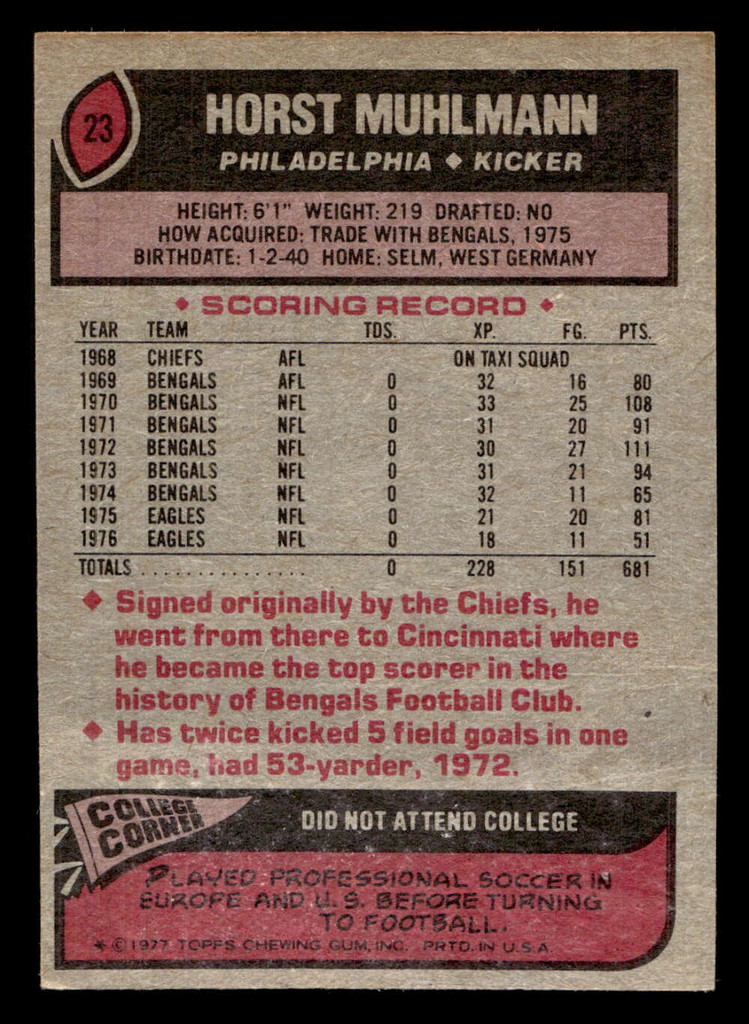 23
HORST MUHLMANN
PHILADELPHIA ◆ KICKER
HEIGHT: 6'1" WEIGHT: 219 DRAFTED: NO
HOW ACQUIRED: TRADE WITH BENGALS, 1975
BIRTHDATE: 1-2-40 HOME: SELM, WEST GERMANY
◆ SCORING RECORD ◆
YEAR TEAM TDS. XP. FG. PTS.
1968 CHIEFS AFL ON TAXI SQUAD
1969 BENGALS AFL 0 32 16 80
1970 BENGALS NFL 0 33 25 108
1971 BENGALS NFL 0 31 20 91
1972 BENGALS NFL 0 30 27 111
1973 BENGALS NFL 0 31 21 94
1974 BENGALS NFL 0 32 11 65
1975 EAGLES NFL 0 21 20 81
1976 EAGLES NFL 0 18 11 51
TOTALS . . . . . . . . . . . . . . . 0 228 151 681
◆ Signed originally by the Chiefs, he
went from there to Cincinnati where
he became the top scorer in the
history of Bengals Football Club.
◆ Has twice kicked 5 field goals in one
game, had 53-yarder, 1972.
COLLEGE
CORNER
DID NOT ATTEND COLLEGE
PLAYED PROFESSIONAL SOCCER IN
EUROPE AND U.S. BEFORE TURNING
TO FOOTBALL.
* © 1977 TOPPS CHEWING GUM, INC. PRTD. IN U.S.A.